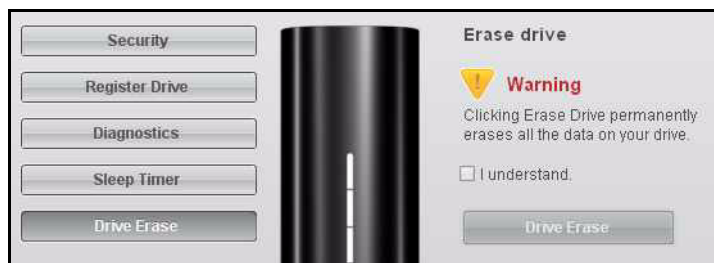 Security
Register Drive
Diagnostics
Sleep Timer
Drive Erase
Erase drive
Warning
Clicking Erase Drive permanently
erases all the data on your drive.
I understand.
Drive Erase